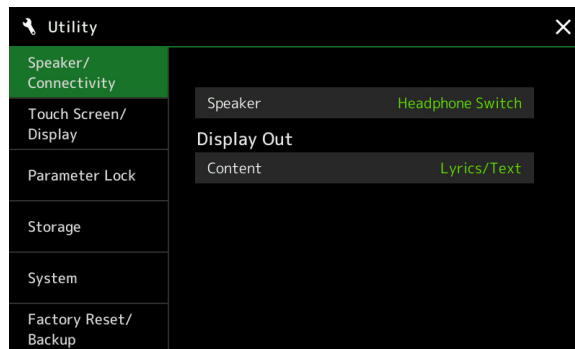 Utility
Speaker/
Connectivity
Touch Screen/
Display
Parameter Lock
Storage
System
Factory Reset/
Backup
Speaker Headphone Switch
Display Out
Content Lyrics/Text